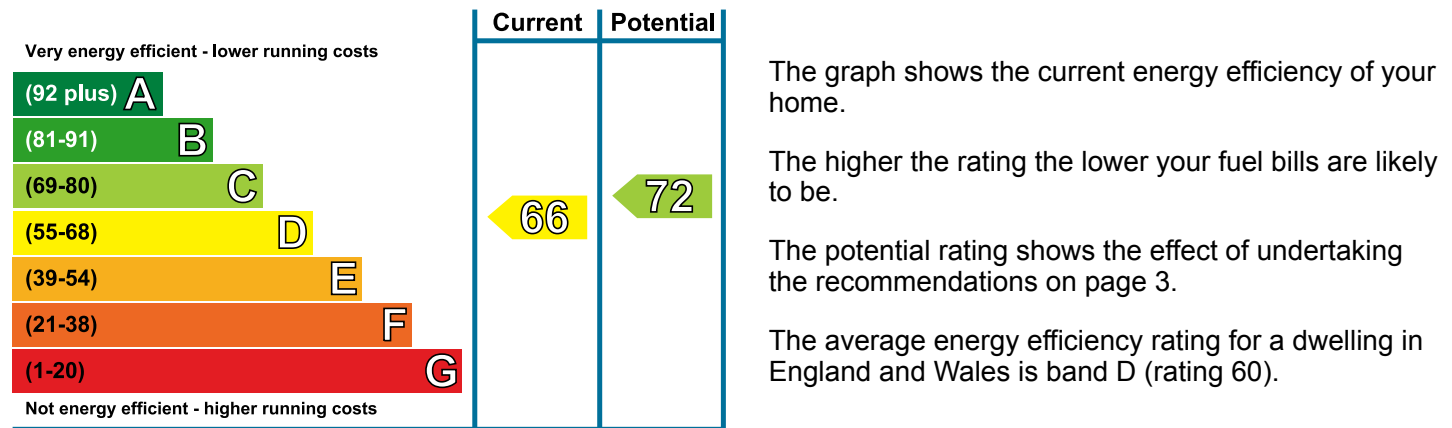 Current Potential
Very energy efficient - lower running costs
(92 plus) A
(81-91) B
(69-80) C
(55-68) D
(39-54) E
(21-38) F
(1-20) G
Not energy efficient - higher running costs
66
72
The graph shows the current energy efficiency of your
home.
The higher the rating the lower your fuel bills are likely
to be.
The potential rating shows the effect of undertaking
the recommendations on page 3.
The average energy efficiency rating for a dwelling in
England and Wales is band D (rating 60).